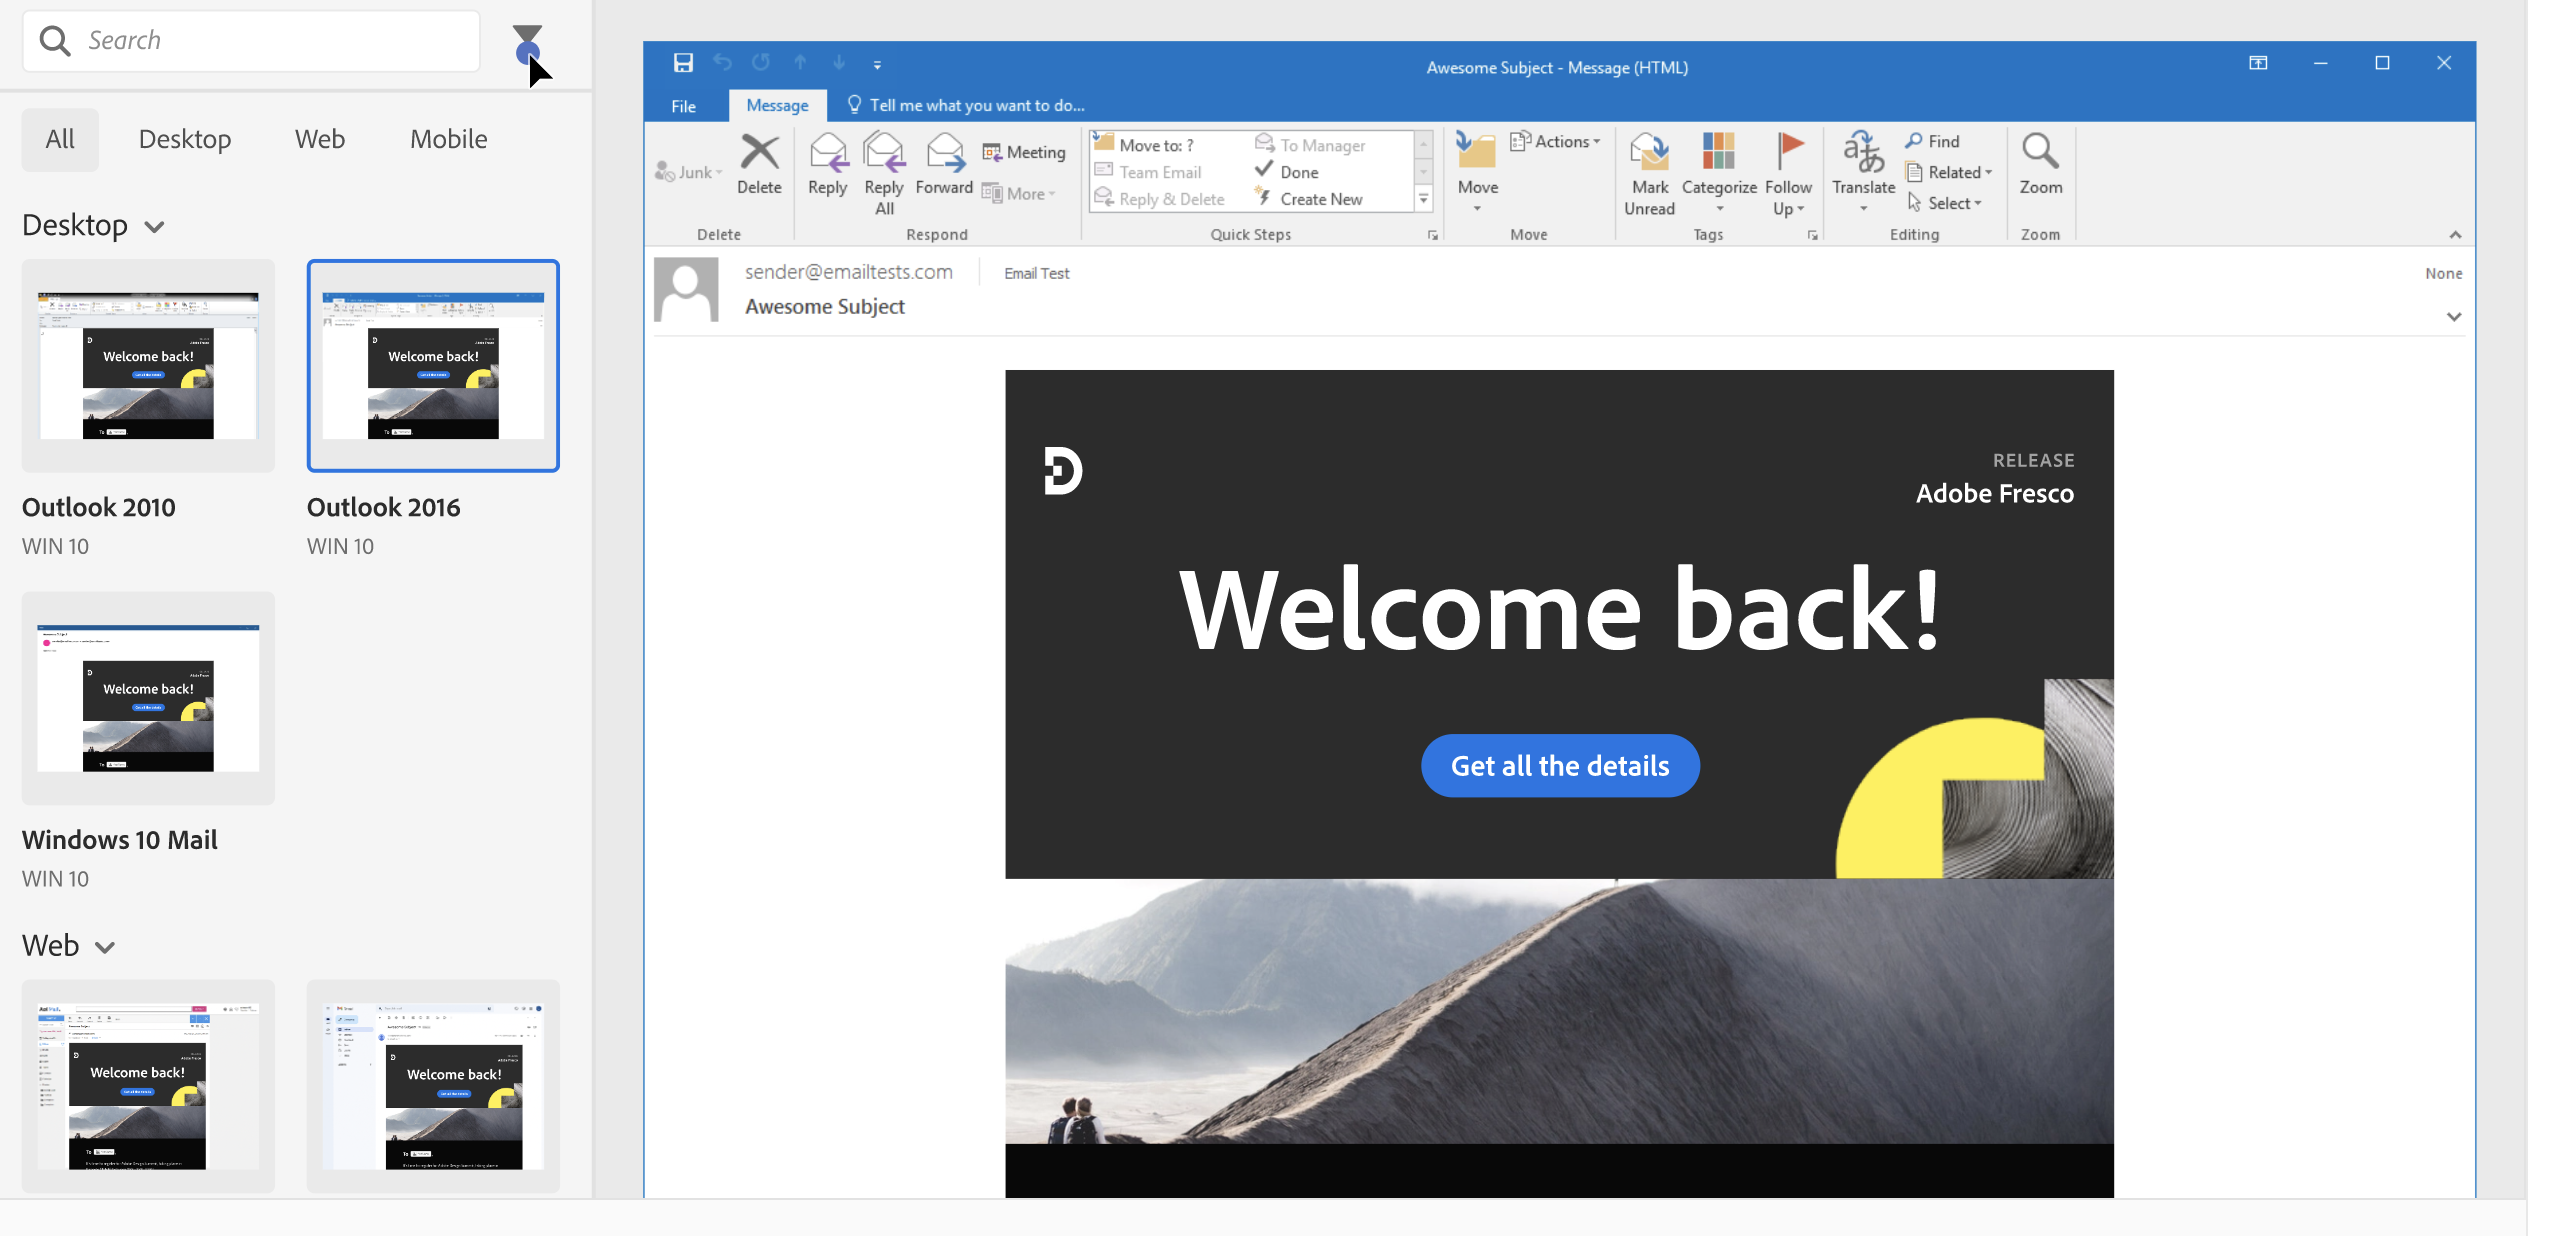 Search
All
Desktop
Web
Mobile
Desktop
Welcome back!
Welcome back!
Outlook 2010
WIN 10
Outlook 2016
WIN 10
Welcome back!
Windows 10 Mail
WIN 10
Web
Welcome back!
Welcome back!
Awesome Subject - Message (HTML)
File
Message
Tell me what you want to do...
Junk
Delete
Delete
Reply
Reply All
Forward
Meeting
More
Respond
Move to: ?
Team Email
Reply & Delete
To Manager
Done
Create New
Quick Steps
Move
Actions
Move
Mark Unread
Categorize
Follow Up
Tags
Translate
Find
Related
Select
Editing
Zoom
Zoom
sender@emailtests.com
Email Test
None
Awesome Subject
D
RELEASE
Adobe Fresco
Welcome back!
Get all the details